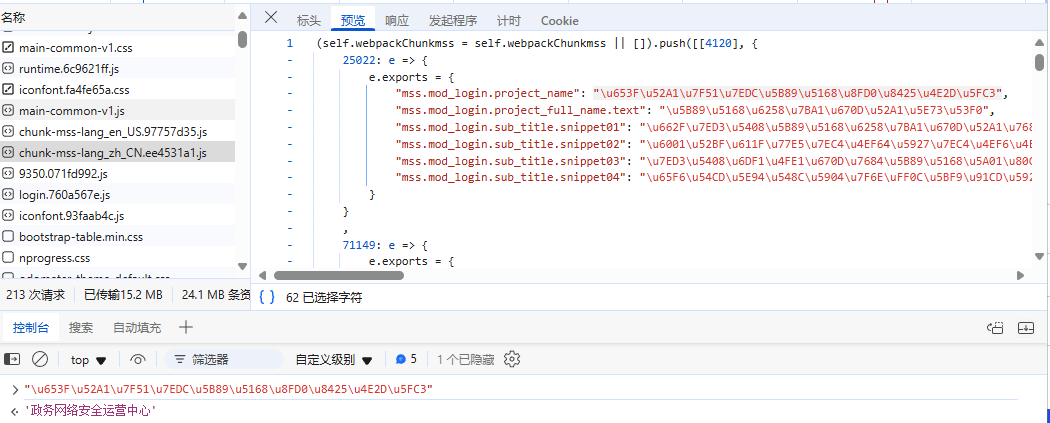 名称
标头 预览 响应 发起程序 计时 Cookie
main-common-v1.css
runtime.6c9621ff.js
iconfont.fa4fe65a.css
main-common-v1.js
chunk-mss-lang_en_US.97757d35.js
chunk-mss-lang_zh_CN.ee4531a1.js
9350.071fd992.js
login.760a567e.js
iconfont.93faab4c.js
bootstrap-table.min.css
nprogress.css
1 (self.webpackChunkmss = self.webpackChunkmss || []).push([[4120], {
- 25022: e => {
- e.exports = {
- "mss.mod_login.project_name": "\u653F\u52A1\u7F51\u7EDC\u5B89\u5168\u8FD0\u8425\u4E2D\u5FC3",
- "mss.mod_login.project_full_name.text": "\u5B89\u5168\u6258\u7BA1\u670D\u52A1\u5E73\u53F0",
- "mss.mod_login.sub_title.snippet01": "\u662F\u7ED3\u5408\u5B89\u5168\u6258\u7BA1\u670D\u52A1\u768
- "mss.mod_login.sub_title.snippet02": "\u6001\u52BF\u611F\u77E5\u7EC4\u4EF64\u5927\u7EC4\u4EF6\u4E
- "mss.mod_login.sub_title.snippet03": "\u7ED3\u5408\u6DF1\u4FE1\u670D\u7684\u5B89\u5168\u5A01\u80C
- "mss.mod_login.sub_title.snippet04": "\u65F6\u54CD\u5E94\u548C\u5904\u7F6E\uFF0C\u5BF9\u91CD\u592
- }
- }
- ,
- 71149: e => {
- e.exports = {
213 次请求 已传输15.2 MB 24.1 MB 条资
{ } 62 已选择字符
控制台 搜索 自动填充
top 筛选器 自定义级别 5 1 个已隐藏
"\u653F\u52A1\u7F51\u7EDC\u5B89\u5168\u8FD0\u8425\u4E2D\u5FC3"
'政务网络安全运营中心'